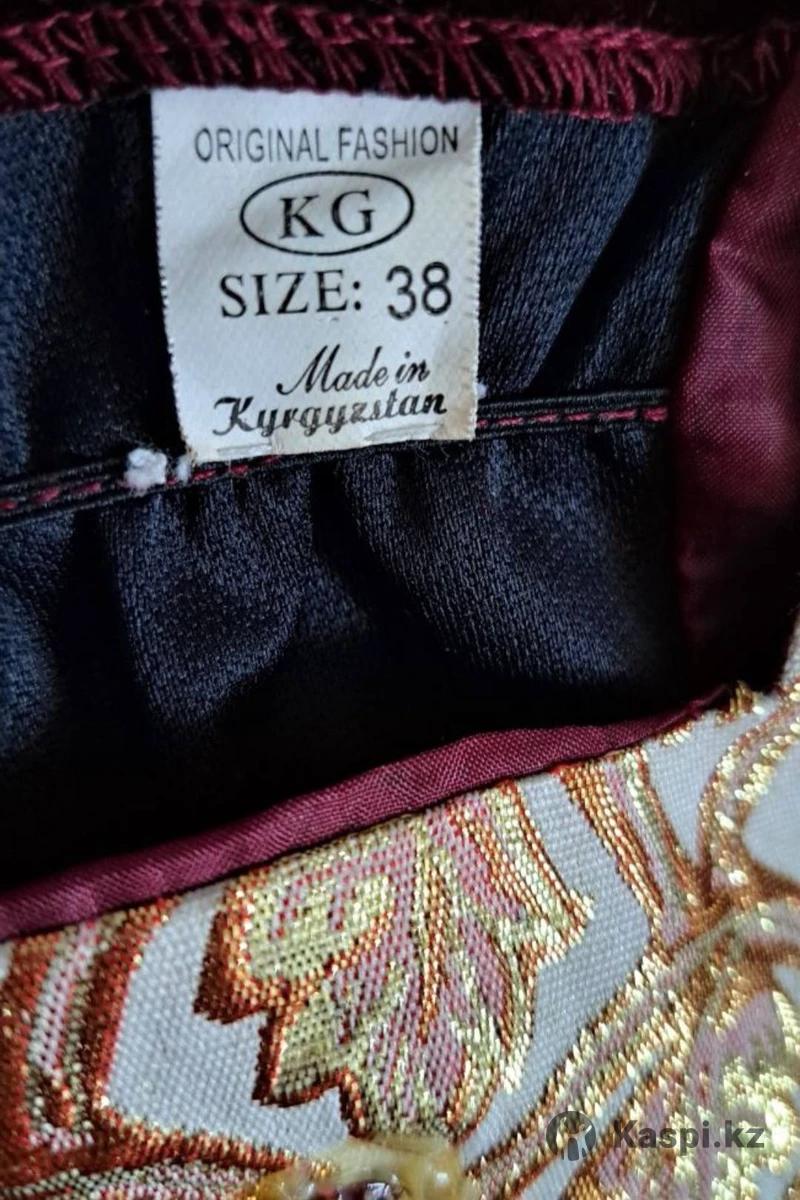 ORIGINAL FASHION
KG
SIZE: 38
Made in
Kyrgyzstan
Kaspi.kz